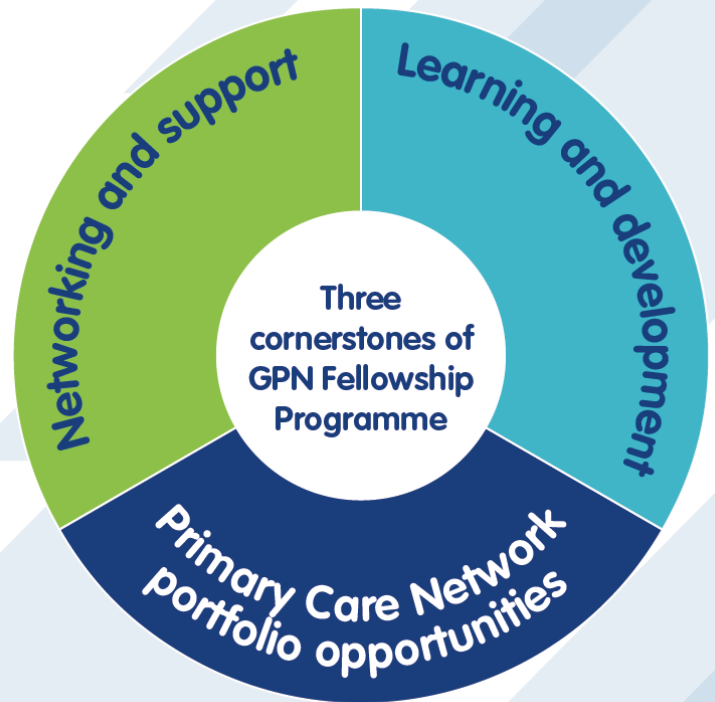 Three
cornerstones of
GPN Fellowship
Programme
Learning and development
Primary Care Network
portfolio opportunities
Networking and support